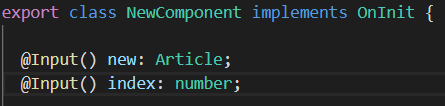 export class NewComponent implements OnInit {
@Input() new: Article;
@Input() index: number;